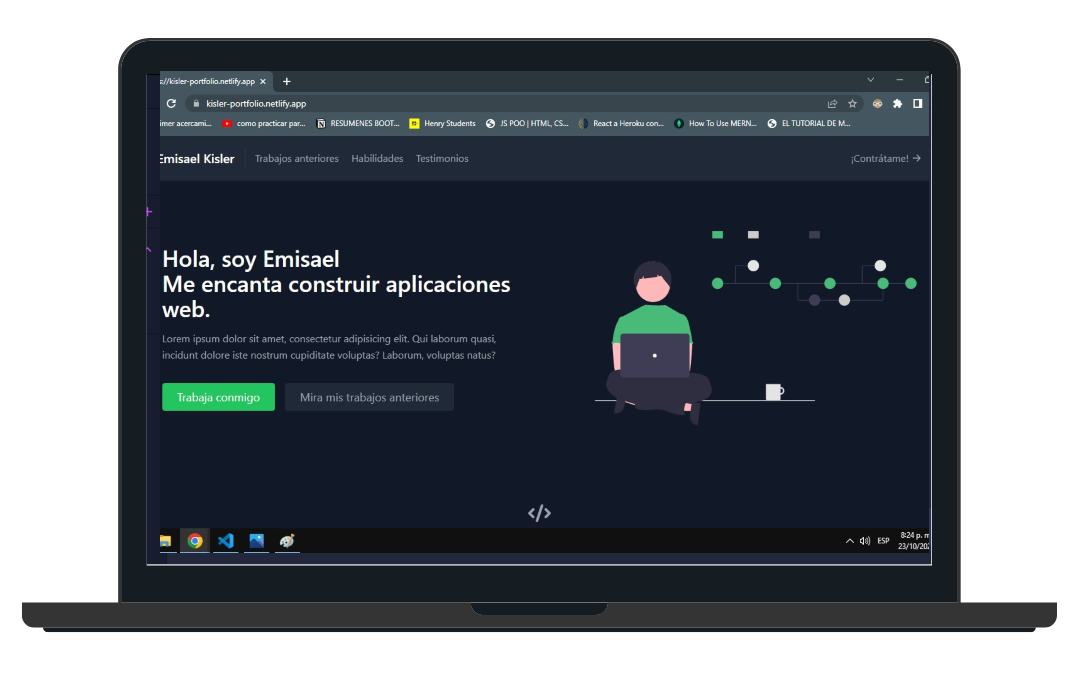 s://kisler-portfolio.netlify.app
kisler-portfolio.netlify.app
imer acercami... como practicar par... RESUMENES BOOT... Henry Students JS POO | HTML, CS... React a Heroku con... How To Use MERN... EL TUTORIAL DE M...
Emisael Kisler Trabajos anteriores Habilidades Testimonios ¡Contrátame! →
Hola, soy Emisael
Me encanta construir aplicaciones
web.
Lorem ipsum dolor sit amet, consectetur adipisicing elit. Qui laborum quasi,
incidunt dolore iste nostrum cupiditate voluptas? Laborum, voluptas natus?
Trabaja conmigo Mira mis trabajos anteriores
</>
ESP 8:24 p. m
23/10/202